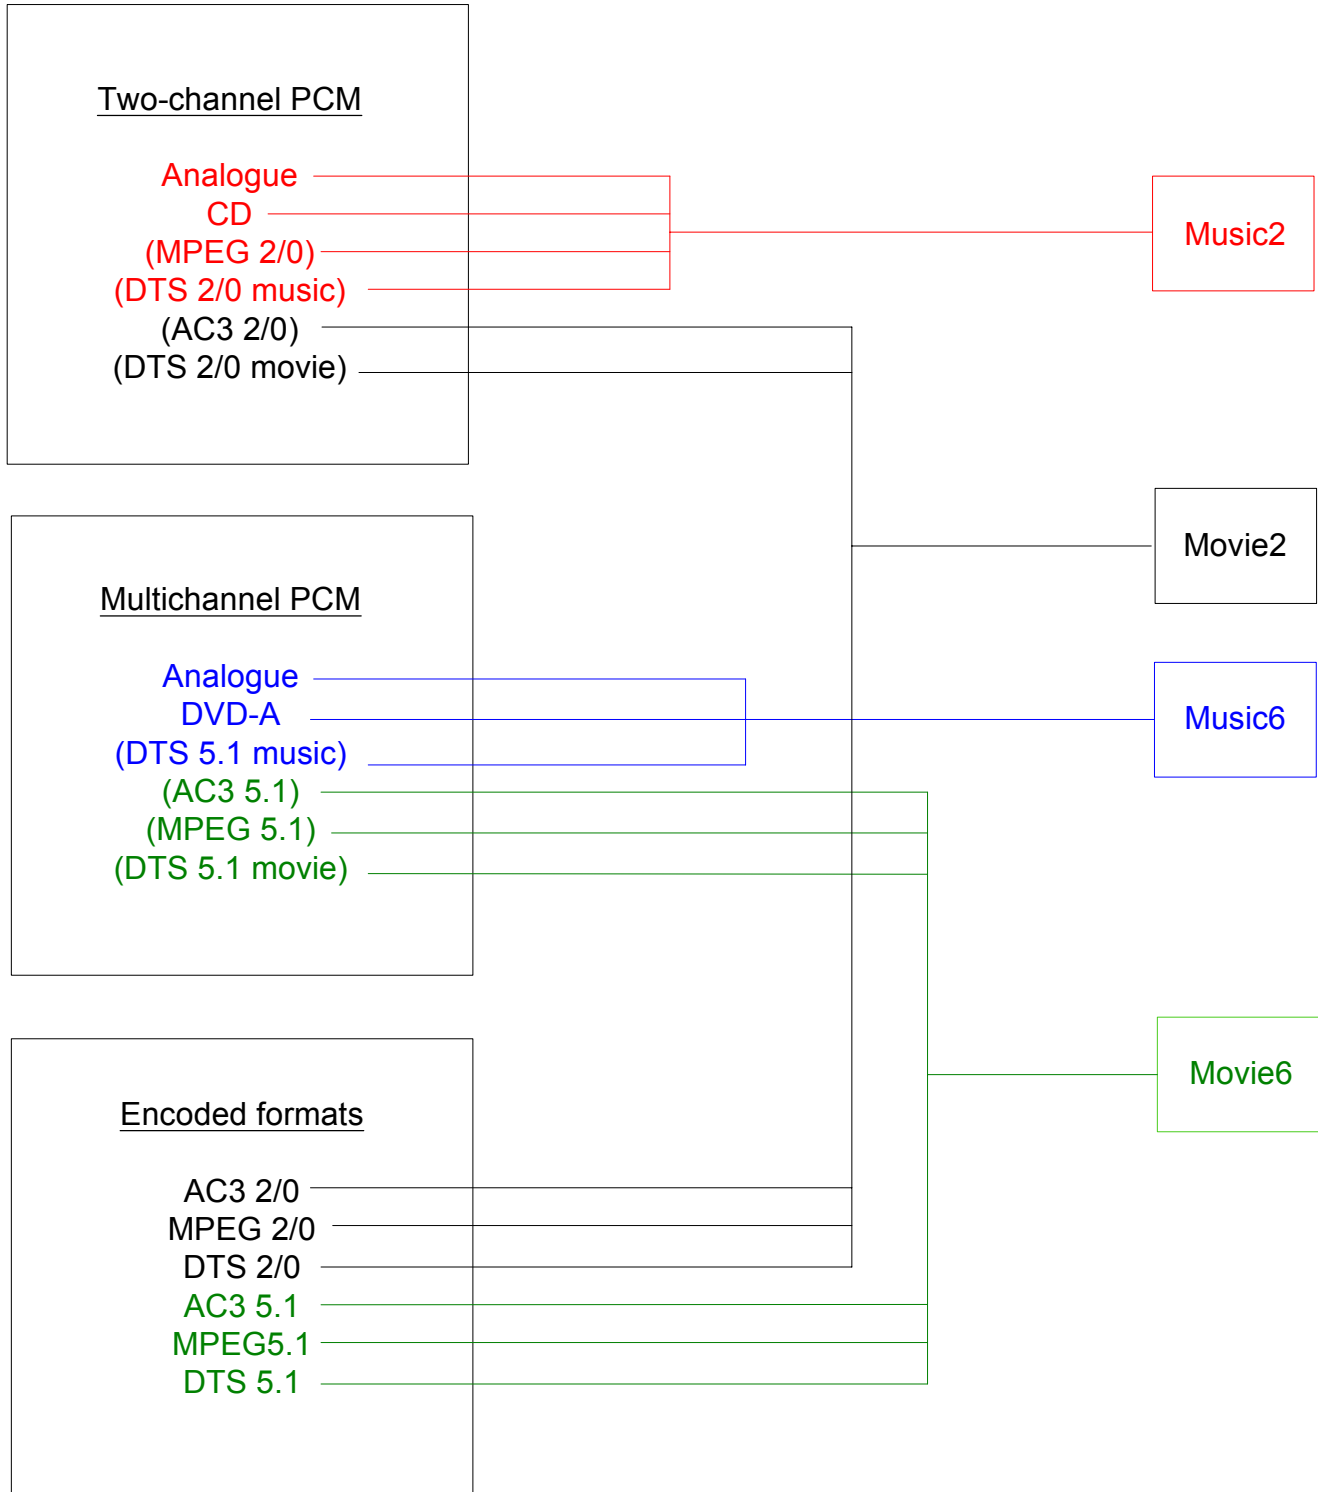 Two-channel PCM
Analogue
CD
(MPEG 2/0)
(DTS 2/0 music)
(AC3 2/0)
(DTS 2/0 movie)
Music2
Movie2
Multichannel PCM
Analogue
DVD-A
(DTS 5.1 music)
(AC3 5.1)
(MPEG 5.1)
(DTS 5.1 movie)
Music6
Movie6
Encoded formats
AC3 2/0
MPEG 2/0
DTS 2/0
AC3 5.1
MPEG5.1
DTS 5.1